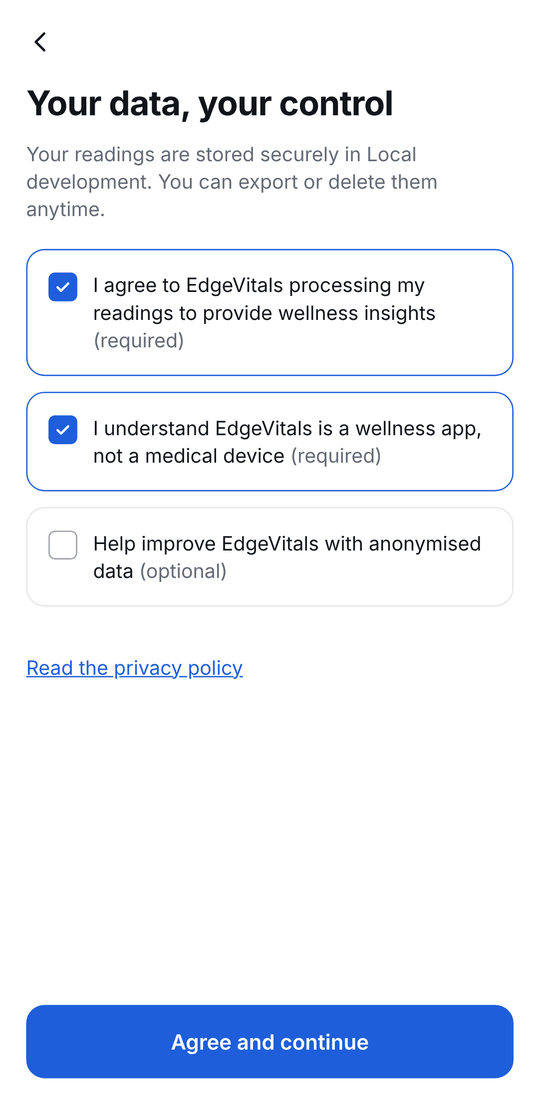 Your data, your control
Your readings are stored securely in Local
development. You can export or delete them
anytime.
I agree to EdgeVitals processing my
readings to provide wellness insights
(required)
I understand EdgeVitals is a wellness app,
not a medical device (required)
Help improve EdgeVitals with anonymised
data (optional)
Read the privacy policy
Agree and continue